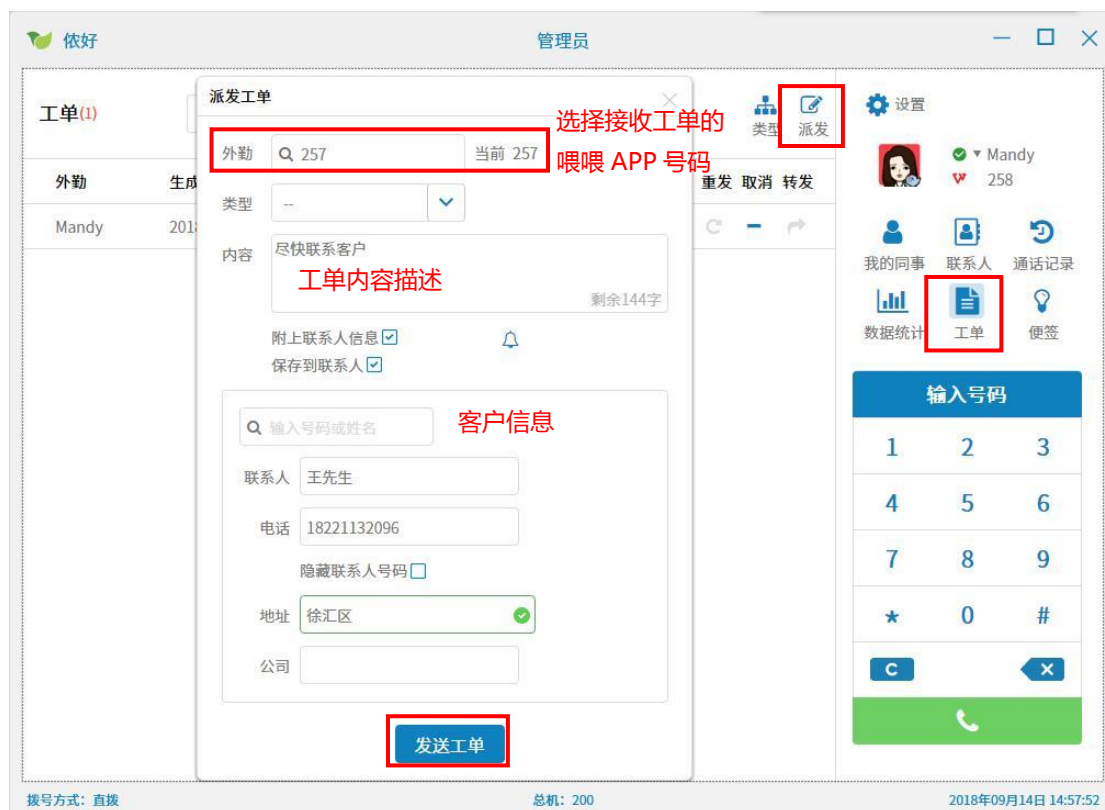 侬好
管理员
工单(1)
类型
派发
外勤
生成
重发 取消 转发
Mandy
201
派发工单
外勤
257
当前 257
选择接收工单的
喂喂 APP 号码
类型
--
内容
尽快联系客户
工单内容描述
剩余144字
附上联系人信息
保存到联系人
输入号码或姓名
客户信息
联系人
王先生
电话
18221132096
隐藏联系人号码
地址
徐汇区
公司
发送工单
设置
Mandy
258
我的同事 联系人 通话记录
数据统计 工单 便签
输入号码
1 2 3
4 5 6
7 8 9
* 0 #
C
拨号方式：直拨
总机：200
2018年09月14日 14:57:52